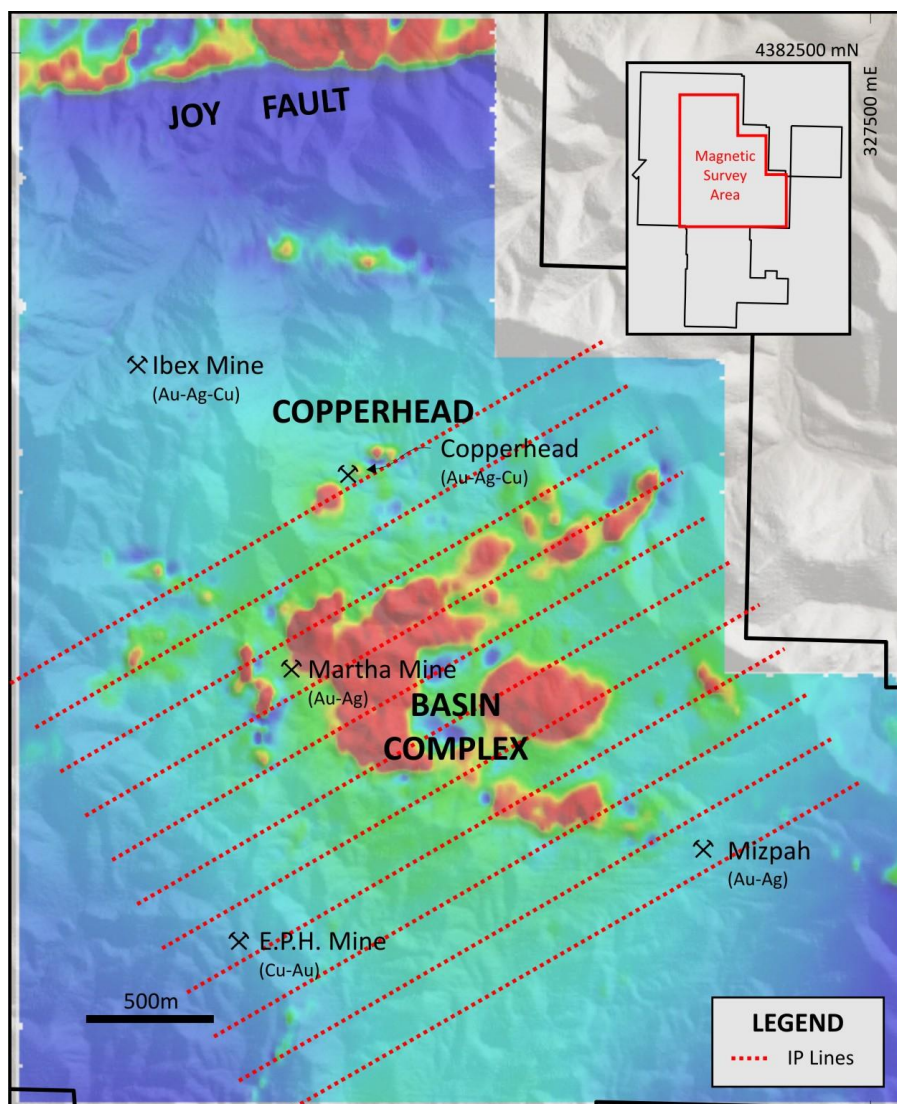 4382500 mN
327500 mE
JOY FAULT
Magnetic
Survey
Area
Ibex Mine
(Au-Ag-Cu)
COPPERHEAD
Copperhead
(Au-Ag-Cu)
Martha Mine
(Au-Ag)
BASIN
COMPLEX
Mizpah
(Au-Ag)
E.P.H. Mine
(Cu-Au)
500m
LEGEND
IP Lines